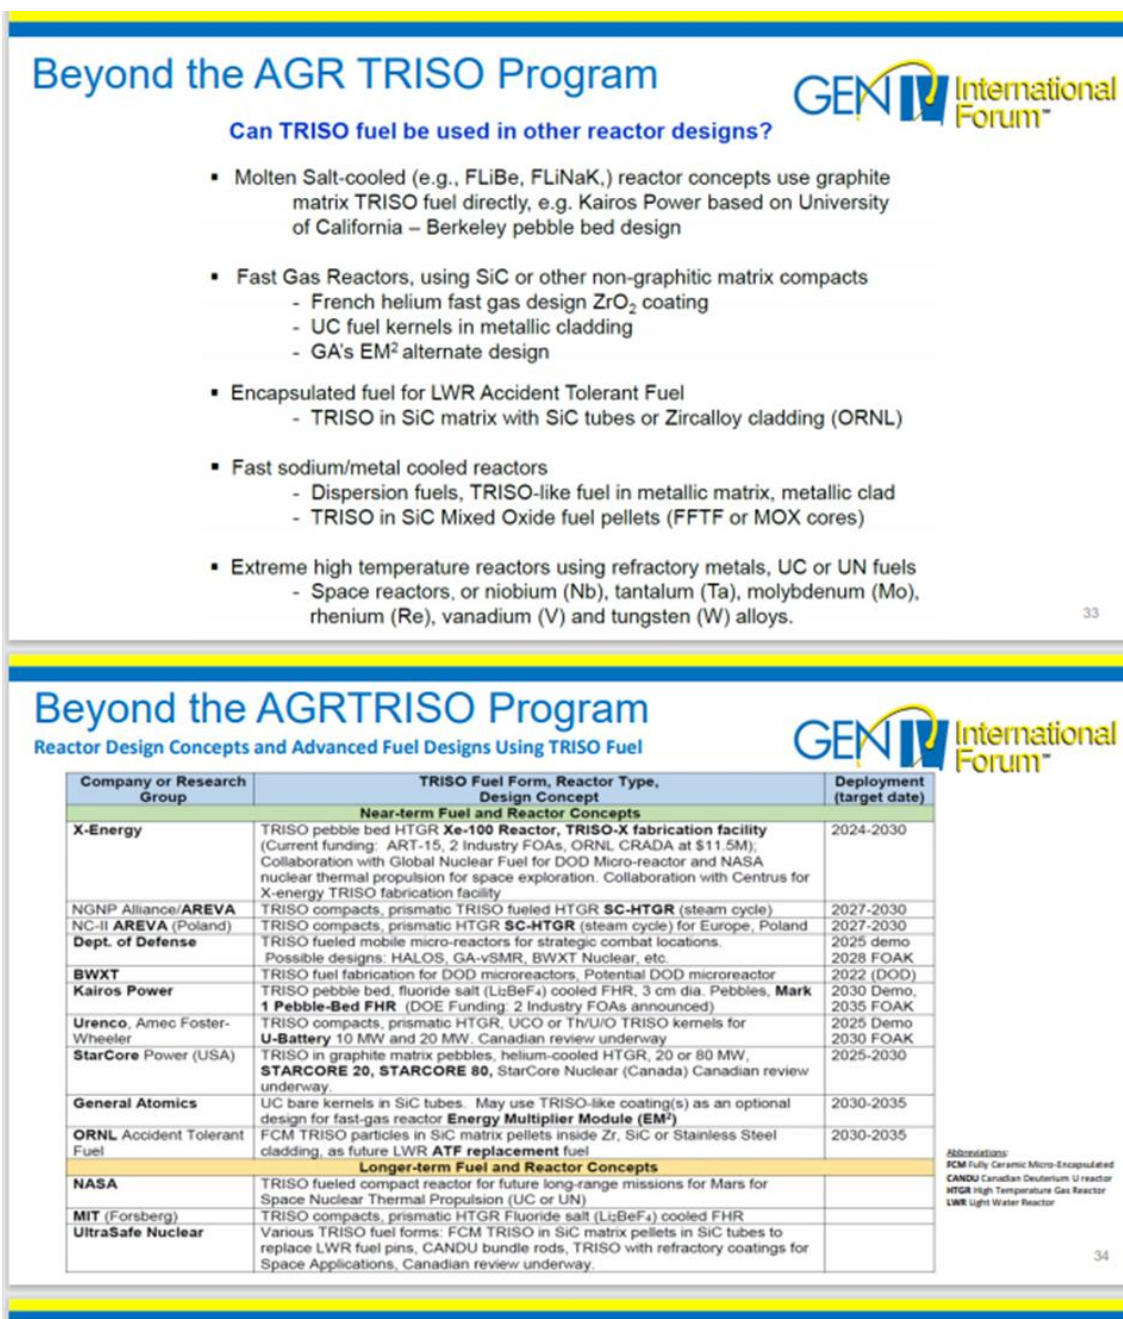 Beyond the AGR TRISO Program
GEN IV International
Forum™
Can TRISO fuel be used in other reactor designs?
▪ Molten Salt-cooled (e.g., FLiBe, FLiNaK,) reactor concepts use graphite
matrix TRISO fuel directly, e.g. Kairos Power based on University
of California – Berkeley pebble bed design
▪ Fast Gas Reactors, using SiC or other non-graphitic matrix compacts
- French helium fast gas design ZrO₂ coating
- UC fuel kernels in metallic cladding
- GA's EM² alternate design
▪ Encapsulated fuel for LWR Accident Tolerant Fuel
- TRISO in SiC matrix with SiC tubes or Zircalloy cladding (ORNL)
▪ Fast sodium/metal cooled reactors
- Dispersion fuels, TRISO-like fuel in metallic matrix, metallic clad
- TRISO in SiC Mixed Oxide fuel pellets (FFTF or MOX cores)
▪ Extreme high temperature reactors using refractory metals, UC or UN fuels
- Space reactors, or niobium (Nb), tantalum (Ta), molybdenum (Mo),
rhenium (Re), vanadium (V) and tungsten (W) alloys.
33
Beyond the AGRTRISO Program
GEN IV International
Forum™
Reactor Design Concepts and Advanced Fuel Designs Using TRISO Fuel
Company or Research Group | TRISO Fuel Form, Reactor Type, Design Concept | Deployment (target date)
Near-term Fuel and Reactor Concepts
X-Energy | TRISO pebble bed HTGR Xe-100 Reactor, TRISO-X fabrication facility | 2024-2030
(Current funding: ART-15, 2 Industry FOAs, ORNL CRADA at $11.5M);
Collaboration with Global Nuclear Fuel for DOD Micro-reactor and NASA
nuclear thermal propulsion for space exploration. Collaboration with Centrus for
X-energy TRISO fabrication facility
NGNP Alliance/AREVA | TRISO compacts, prismatic TRISO fueled HTGR SC-HTGR (steam cycle) | 2027-2030
NC-II AREVA (Poland) | TRISO compacts, prismatic HTGR SC-HTGR (steam cycle) for Europe, Poland | 2027-2030
Dept. of Defense | TRISO fueled mobile micro-reactors for strategic combat locations. | 2025 demo
Possible designs: HALOS, GA-vSMR, BWXT Nuclear, etc. | 2028 FOAK
BWXT | TRISO fuel fabrication for DOD microreactors, Potential DOD microreactor | 2022 (DOD)
Kairos Power | TRISO pebble bed, fluoride salt (Li₂BeF₄) cooled FHR, 3 cm dia. Pebbles, Mark | 2030 Demo,
1 Pebble-Bed FHR (DOE Funding: 2 Industry FOAs announced) | 2035 FOAK
Urenco, Amec Foster- | TRISO compacts, prismatic HTGR, UCO or Th/U/O TRISO kernels for | 2025 Demo
Wheeler | U-Battery 10 MW and 20 MW. Canadian review underway | 2030 FOAK
StarCore Power (USA) | TRISO in graphite matrix pebbles, helium-cooled HTGR, 20 or 80 MW, | 2025-2030
STARCORE 20, STARCORE 80, StarCore Nuclear (Canada) Canadian review
underway.
General Atomics | UC bare kernels in SiC tubes. May use TRISO-like coating(s) as an optional | 2030-2035
design for fast-gas reactor Energy Multiplier Module (EM²)
ORNL Accident Tolerant | FCM TRISO particles in SiC matrix pellets inside Zr, SiC or Stainless Steel | 2030-2035
Fuel | cladding, as future LWR ATF replacement fuel
Longer-term Fuel and Reactor Concepts
NASA | TRISO fueled compact reactor for future long-range missions for Mars for
Space Nuclear Thermal Propulsion (UC or UN)
MIT (Forsberg) | TRISO compacts, prismatic HTGR Fluoride salt (Li₂BeF₄) cooled FHR
UltraSafe Nuclear | Various TRISO fuel forms: FCM TRISO in SiC matrix pellets in SiC tubes to
replace LWR fuel pins, CANDU bundle rods, TRISO with refractory coatings for
Space Applications, Canadian review underway.
Abbreviations:
FCM Fully Ceramic Micro-Encapsulated
CANDU Canadian Deuterium U reactor
HTGR High Temperature Gas Reactor
LWR Light Water Reactor
34